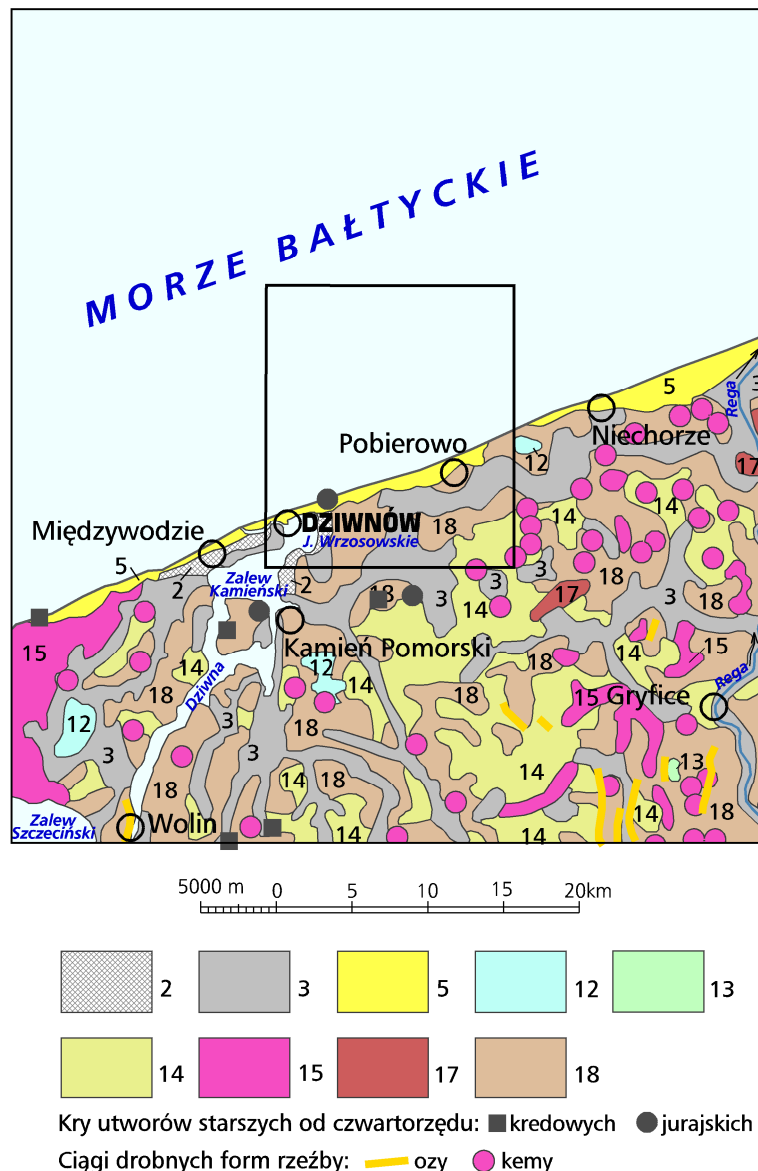 MORZE BAŁTYCKIE
5
3
Rega
Niechorze
Pobierowo
12
17
DZIWNÓW
J. Wrzosowskie
18
14
14
Międzywodzie
5
2
Zalew
Kamieński
2
18
3
14
3
3
17
18
3
18
Kamień Pomorski
15
14
18
12
14
18
14
15
Rega
Dziwna
18
15
Gryfice
12
3
3
3
18
18
14
18
14
13
14
18
Zalew
Szczeciński
Wolin
14
14
5000 m 0 5 10 15 20km
2 3 5 12 13
14 15 17 18
Kry utworów starszych od czwartorzędu: kredowych jurajskich
Ciągi drobnych form rzeźby: ozy kemy